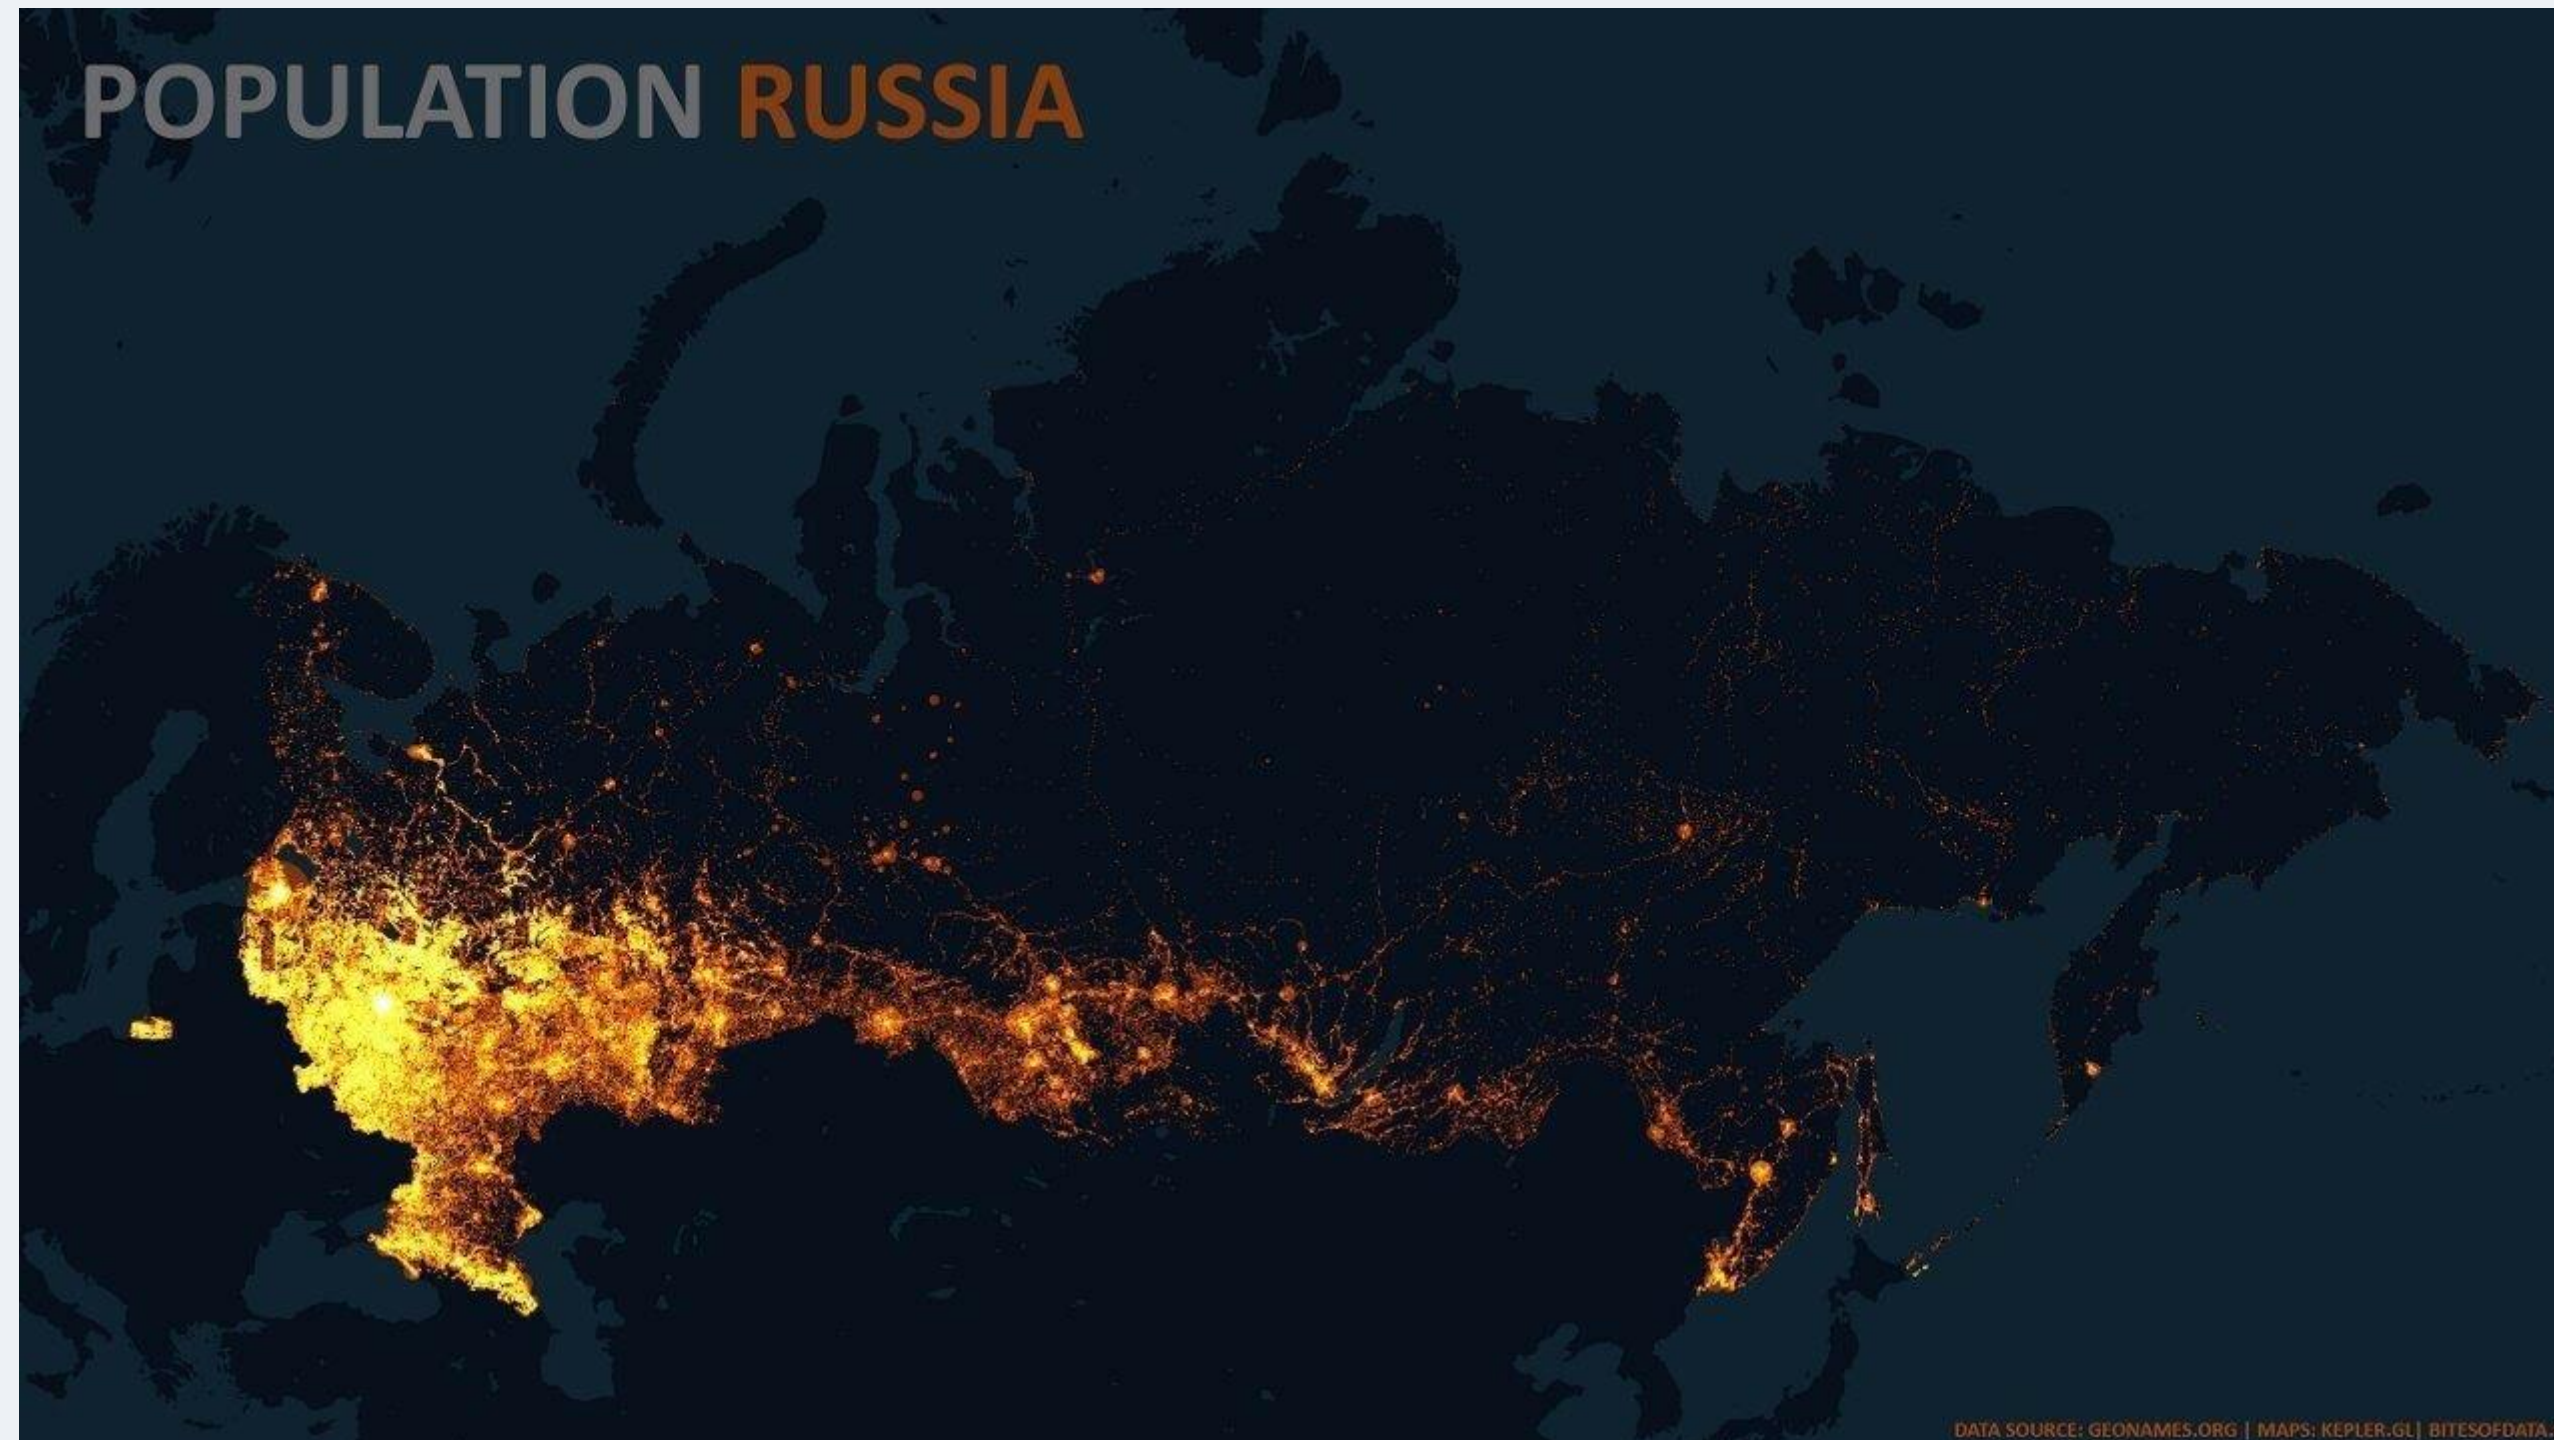 POPULATION RUSSIA
DATA SOURCE: GEONAMES.ORG | MAPS: KEPLER.GL| BITESOFDATA.